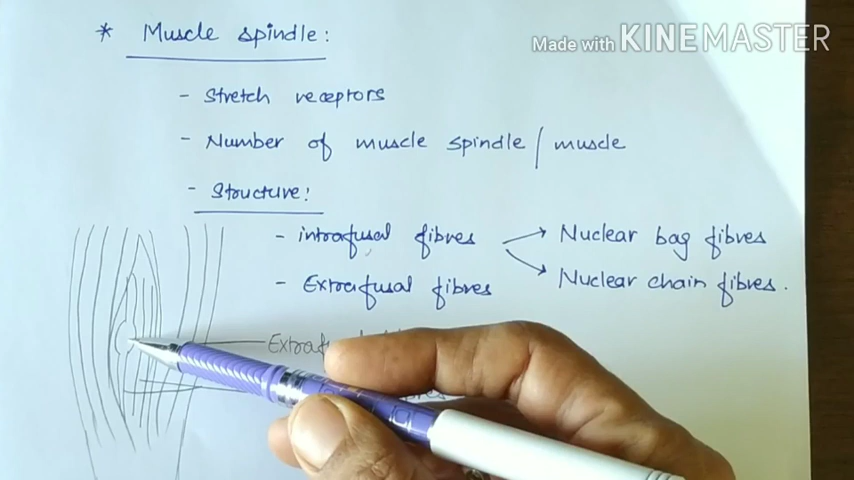 * Muscle spindle:
Made with KINEMASTER
- Stretch receptors
- Number of muscle spindle / muscle
- Structure:
- intrafusal fibres → Nuclear bag fibres
→ Nuclear chain fibres.
- Extrafusal fibres